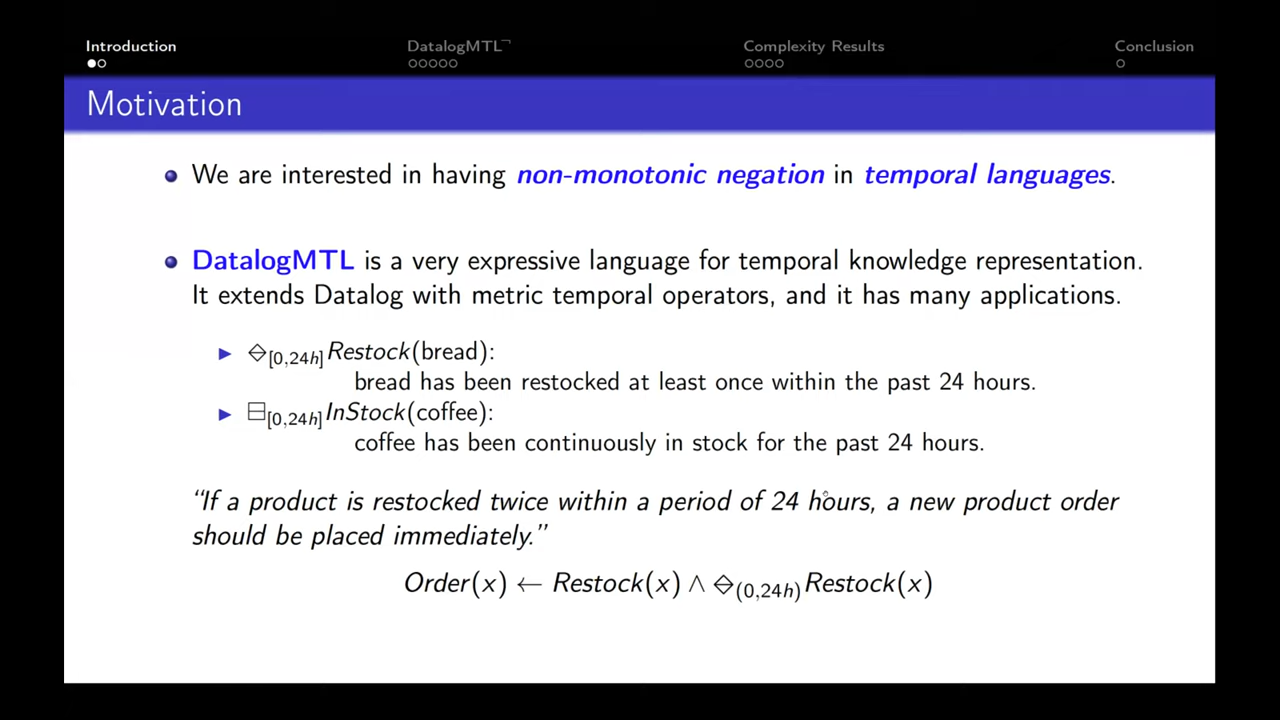 Introduction DatalogMTL¬ Complexity Results Conclusion
Motivation
We are interested in having non-monotonic negation in temporal languages.
DatalogMTL is a very expressive language for temporal knowledge representation.
It extends Datalog with metric temporal operators, and it has many applications.
⟐[0,24h]Restock(bread):
bread has been restocked at least once within the past 24 hours.
⊟[0,24h]InStock(coffee):
coffee has been continuously in stock for the past 24 hours.
“If a product is restocked twice within a period of 24 hours, a new product order
should be placed immediately.”
Order(x) ← Restock(x) ∧ ⟐(0,24h)Restock(x)